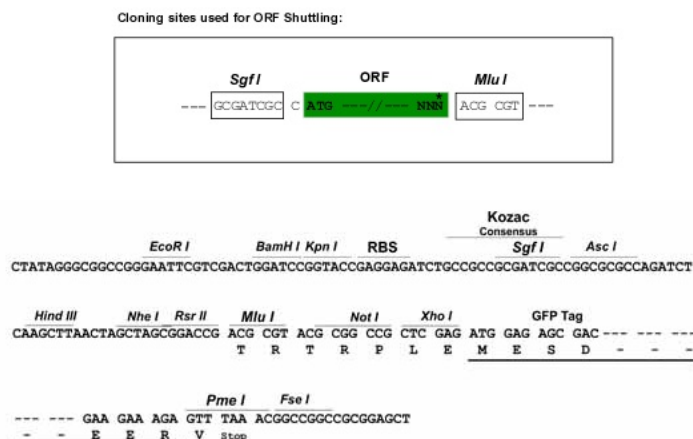 Cloning sites used for ORF Shuttling:
Sgf I ORF Mlu I
--- GCGATCGC C ATG ---//--- NNN* ACG CGT ---
Kozac
Consensus
EcoR I BamH I Kpn I RBS Sgf I Asc I
CTATAGGGCGGCCGGGAATTCGTCGACTGGATCCGGTACCGAGGAGATCTGCCGCCGCGATCGCCGGCGCGCCAGATCT
Hind III Nhe I Rsr II Mlu I Not I Xho I GFP Tag
CAAGCTTAACTAGCTAGCGGACCG ACG CGT ACG CGG CCG CTC GAG ATG GAG AGC GAC--- --- ---
T R T R P L E M E S D - - -
Pme I Fse I
--- --- GAA GAA AGA GTT TAA ACGGCCGGCCGCGGAGCT
- - E E R V Stop